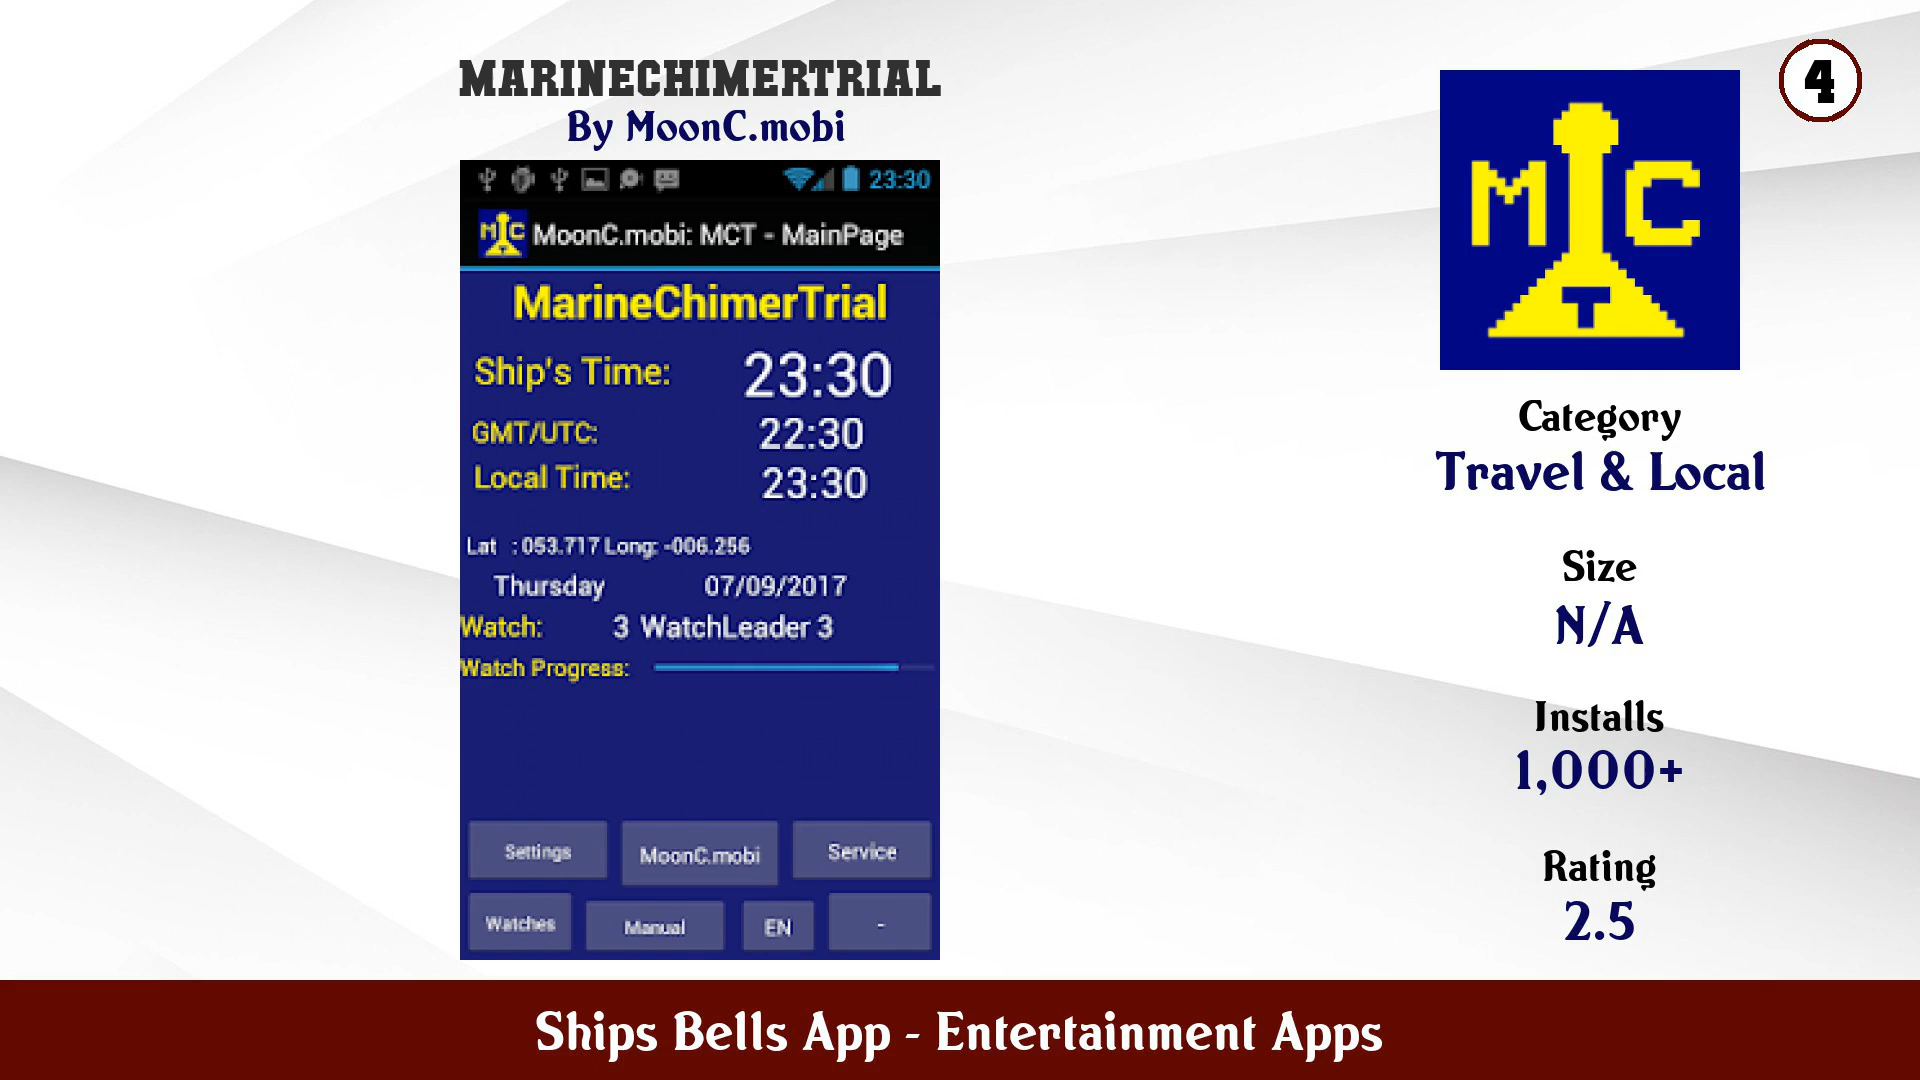 MARINECHIMERTRIAL
By MoonC.mobi
23:30
MIC MoonC.mobi: MCT - MainPage
T
MarineChimerTrial
Ship's Time: 23:30
GMT/UTC: 22:30
Local Time: 23:30
Lat : 053.717 Long: -006.256
Thursday 07/09/2017
Watch: 3 WatchLeader 3
Watch Progress:
Settings MoonC.mobi Service
Watches Manual EN -
4
M C
T
Category
Travel & Local
Size
N/A
Installs
1,000+
Rating
2.5
Ships Bells App - Entertainment Apps